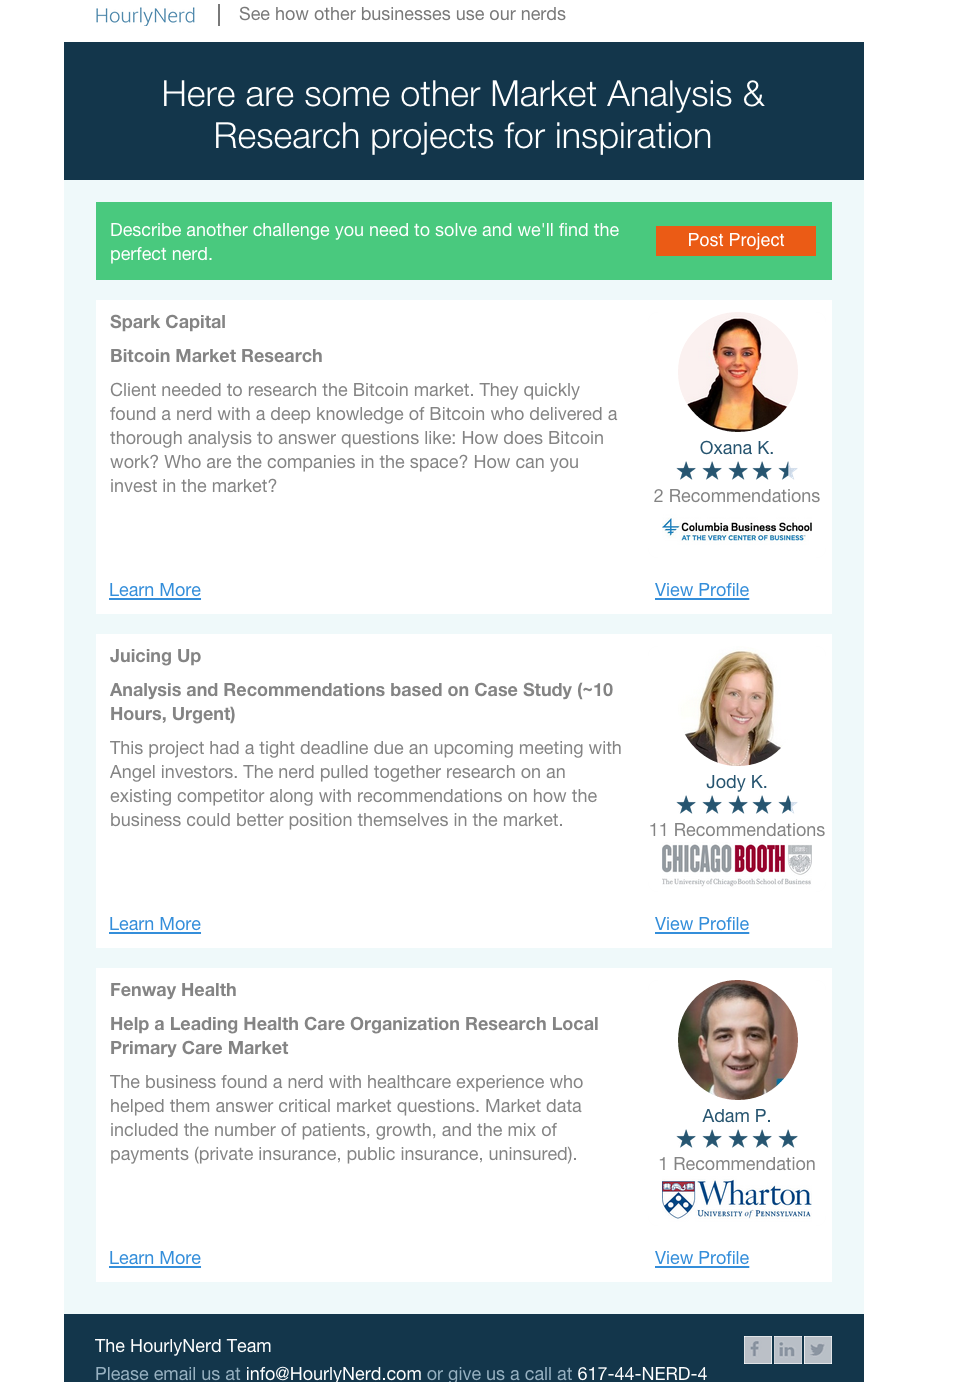 HourlyNerd | See how other businesses use our nerds
Here are some other Market Analysis &
Research projects for inspiration
Describe another challenge you need to solve and we'll find the
perfect nerd.
Post Project
Spark Capital
Bitcoin Market Research
Client needed to research the Bitcoin market. They quickly
found a nerd with a deep knowledge of Bitcoin who delivered a
thorough analysis to answer questions like: How does Bitcoin
work? Who are the companies in the space? How can you
invest in the market?
Learn More
Oxana K.
2 Recommendations
Columbia Business School
AT THE VERY CENTER OF BUSINESS
View Profile
Juicing Up
Analysis and Recommendations based on Case Study (~10
Hours, Urgent)
This project had a tight deadline due an upcoming meeting with
Angel investors. The nerd pulled together research on an
existing competitor along with recommendations on how the
business could better position themselves in the market.
Learn More
Jody K.
11 Recommendations
CHICAGO BOOTH
The University of Chicago Booth School of Business
View Profile
Fenway Health
Help a Leading Health Care Organization Research Local
Primary Care Market
The business found a nerd with healthcare experience who
helped them answer critical market questions. Market data
included the number of patients, growth, and the mix of
payments (private insurance, public insurance, uninsured).
Learn More
Adam P.
1 Recommendation
Wharton
UNIVERSITY of PENNSYLVANIA
View Profile
The HourlyNerd Team
Please email us at info@HourlyNerd.com or give us a call at 617-44-NERD-4